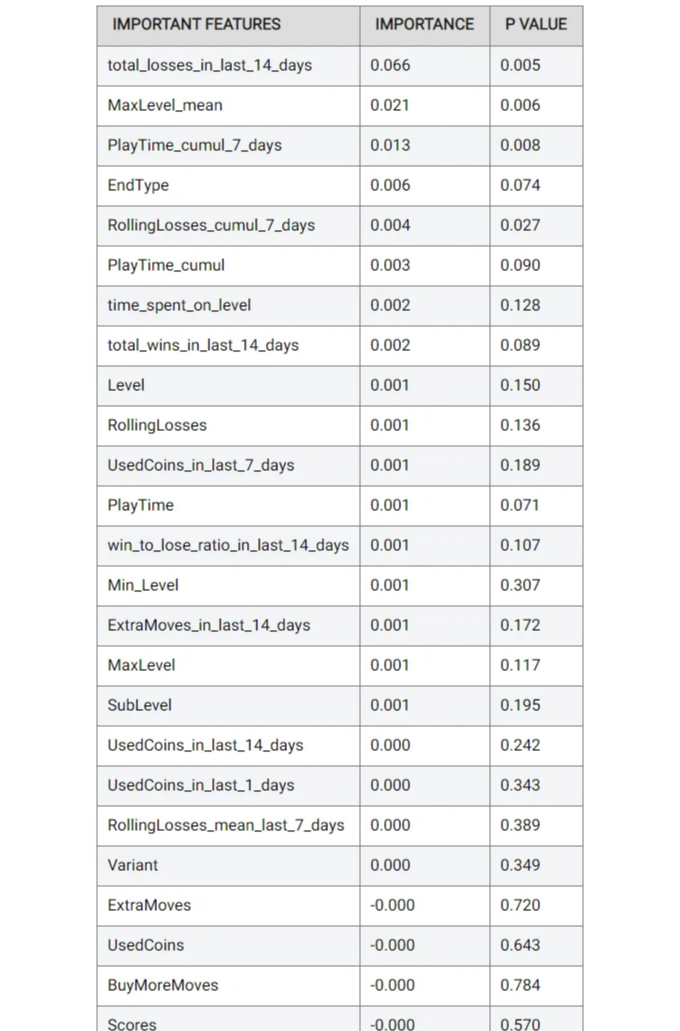 IMPORTANT FEATURES IMPORTANCE P VALUE
total_losses_in_last_14_days 0.066 0.005
MaxLevel_mean 0.021 0.006
PlayTime_cumul_7_days 0.013 0.008
EndType 0.006 0.074
RollingLosses_cumul_7_days 0.004 0.027
PlayTime_cumul 0.003 0.090
time_spent_on_level 0.002 0.128
total_wins_in_last_14_days 0.002 0.089
Level 0.001 0.150
RollingLosses 0.001 0.136
UsedCoins_in_last_7_days 0.001 0.189
PlayTime 0.001 0.071
win_to_lose_ratio_in_last_14_days 0.001 0.107
Min_Level 0.001 0.307
ExtraMoves_in_last_14_days 0.001 0.172
MaxLevel 0.001 0.117
SubLevel 0.001 0.195
UsedCoins_in_last_14_days 0.000 0.242
UsedCoins_in_last_1_days 0.000 0.343
RollingLosses_mean_last_7_days 0.000 0.389
Variant 0.000 0.349
ExtraMoves -0.000 0.720
UsedCoins -0.000 0.643
BuyMoreMoves -0.000 0.784
Scores -0.000 0.570